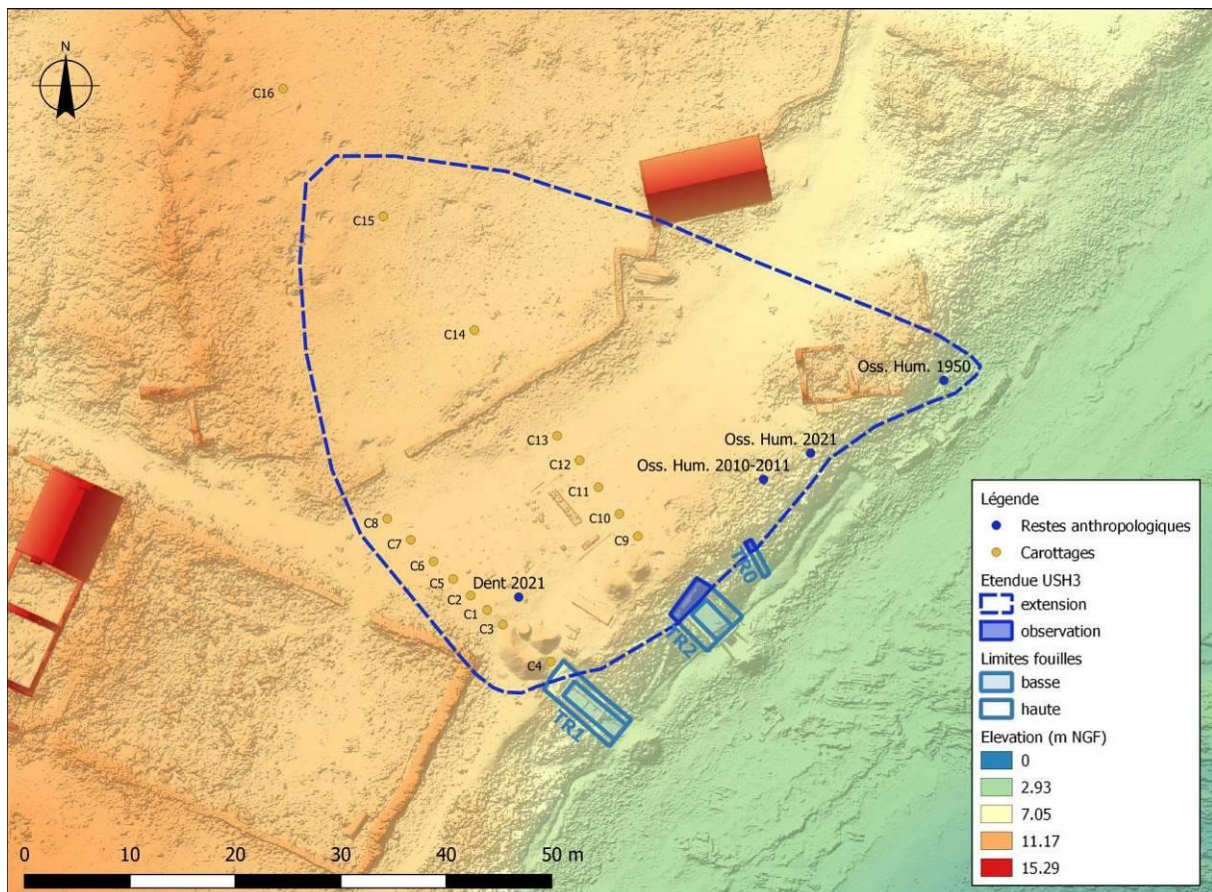 N
C16
C15
C14
Oss. Hum. 1950
C13
Oss. Hum. 2021
C12
Oss. Hum. 2010-2011
C11
C8
C10
C7
C9
C6
TR0
C5
Dent 2021
C2
C1
C3
TR2
C4
TR1
Légende
Restes anthropologiques
Carottages
Etendue USH3
extension
observation
Limites fouilles
basse
haute
Elevation (m NGF)
0
2.93
7.05
11.17
15.29
0 10 20 30 40 50 m